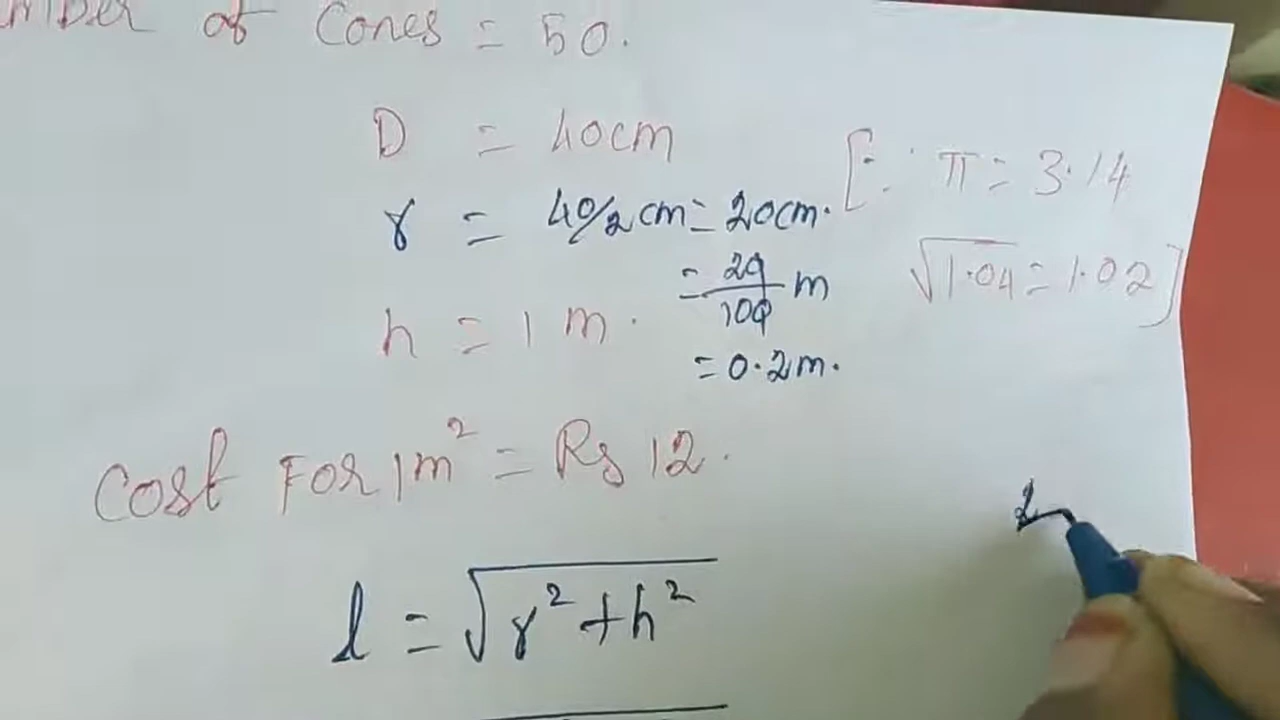 of Cones = 50.
D = 40cm
r = 40/2 cm = 20cm.
= 20/100 m
[∵ π = 3.14
√1.04 = 1.02]
h = 1 m.
= 0.2m.
Cost For 1m² = Rs 12.
l = √r²+h²
2